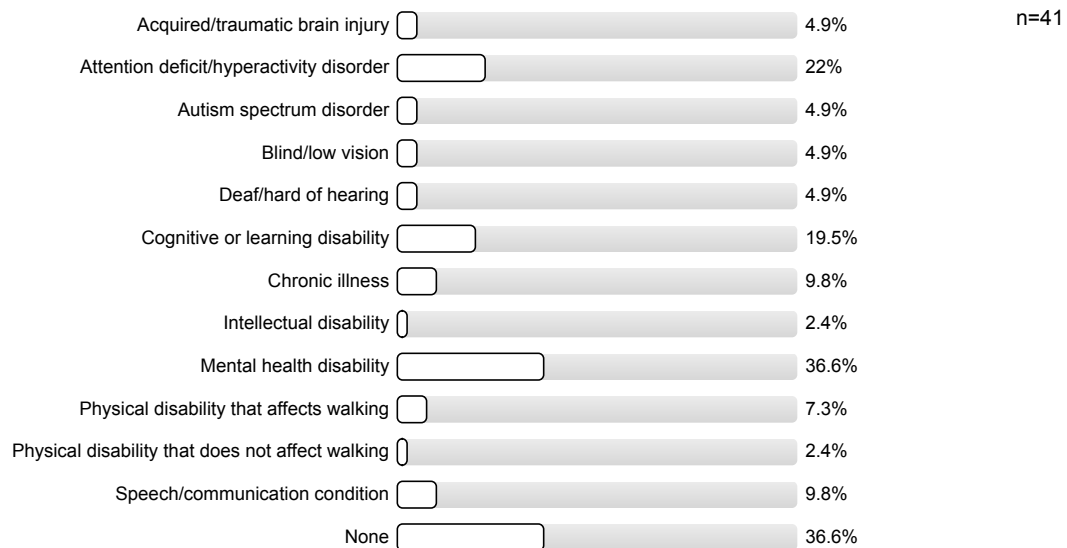 n=41
Acquired/traumatic brain injury 4.9%
Attention deficit/hyperactivity disorder 22%
Autism spectrum disorder 4.9%
Blind/low vision 4.9%
Deaf/hard of hearing 4.9%
Cognitive or learning disability 19.5%
Chronic illness 9.8%
Intellectual disability 2.4%
Mental health disability 36.6%
Physical disability that affects walking 7.3%
Physical disability that does not affect walking 2.4%
Speech/communication condition 9.8%
None 36.6%